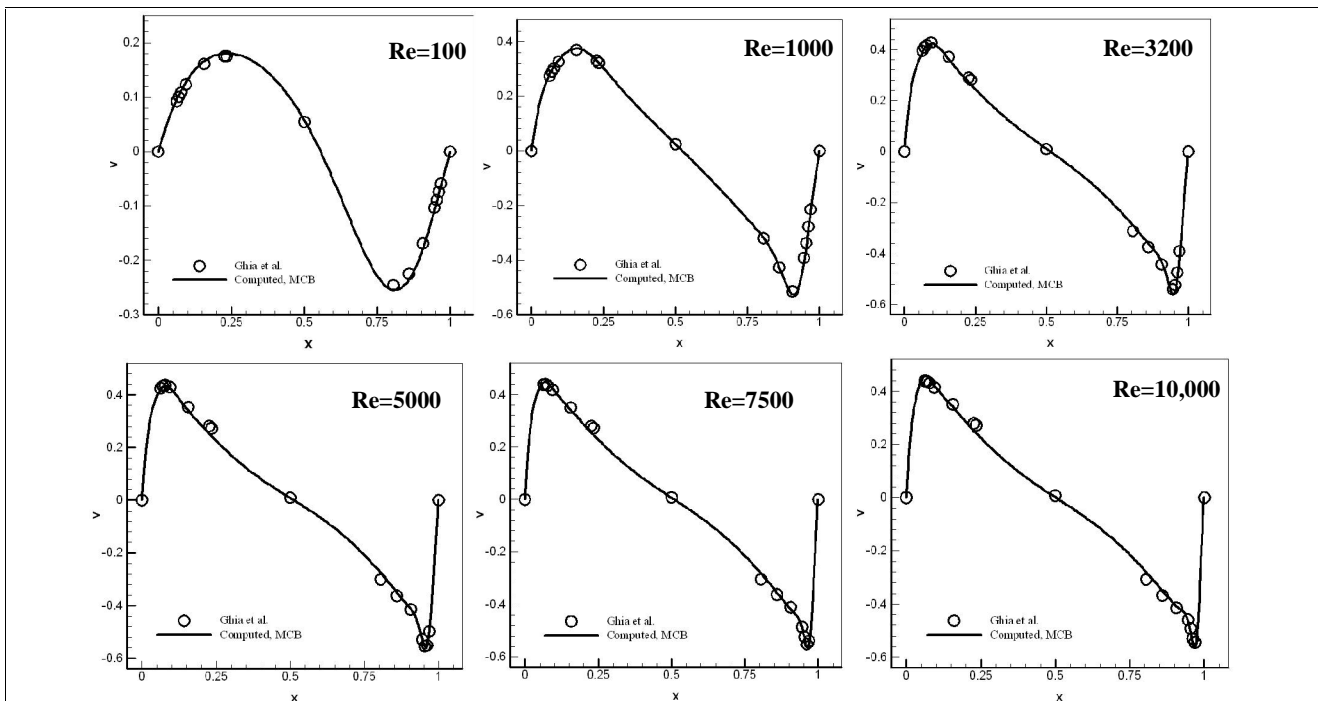 Re=100
0.2
0.1
0
-0.1
-0.2
-0.3
v
Ghia et al.
Computed, MCB
0
0.25
0.5
0.75
1
x
Re=1000
0.4
0.2
0
-0.2
-0.4
-0.6
v
Ghia et al.
Computed, MCB
0
0.25
0.5
0.75
1
x
Re=3200
0.4
0.2
0
-0.2
-0.4
-0.6
v
Ghia et al.
Computed, MCB
0
0.25
0.5
0.75
1
x
Re=5000
0.4
0.2
0
-0.2
-0.4
-0.6
v
Ghia et al.
Computed, MCB
0
0.25
0.5
0.75
1
x
Re=7500
0.4
0.2
0
-0.2
-0.4
-0.6
v
Ghia et al.
Computed, MCB
0
0.25
0.5
0.75
1
x
Re=10,000
0.4
0.2
0
-0.2
-0.4
-0.6
v
Ghia et al.
Computed, MCB
0
0.25
0.5
0.75
1
x